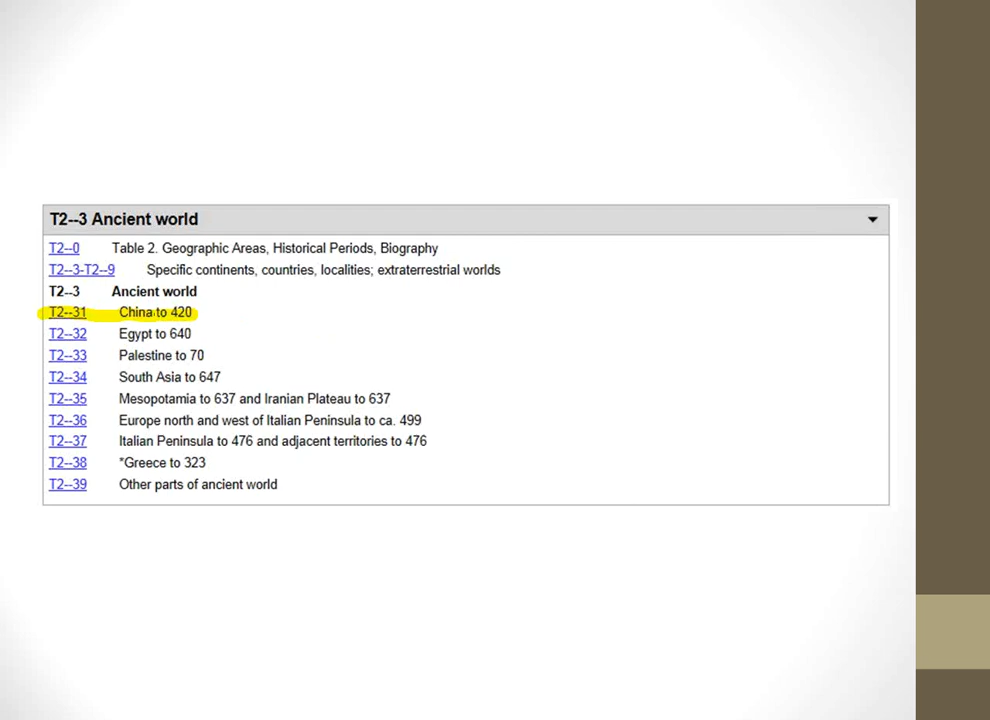 T2--3 Ancient world
T2--0 Table 2. Geographic Areas, Historical Periods, Biography
T2--3-T2--9 Specific continents, countries, localities; extraterrestrial worlds
T2--3 Ancient world
T2--31 China to 420
T2--32 Egypt to 640
T2--33 Palestine to 70
T2--34 South Asia to 647
T2--35 Mesopotamia to 637 and Iranian Plateau to 637
T2--36 Europe north and west of Italian Peninsula to ca. 499
T2--37 Italian Peninsula to 476 and adjacent territories to 476
T2--38 *Greece to 323
T2--39 Other parts of ancient world